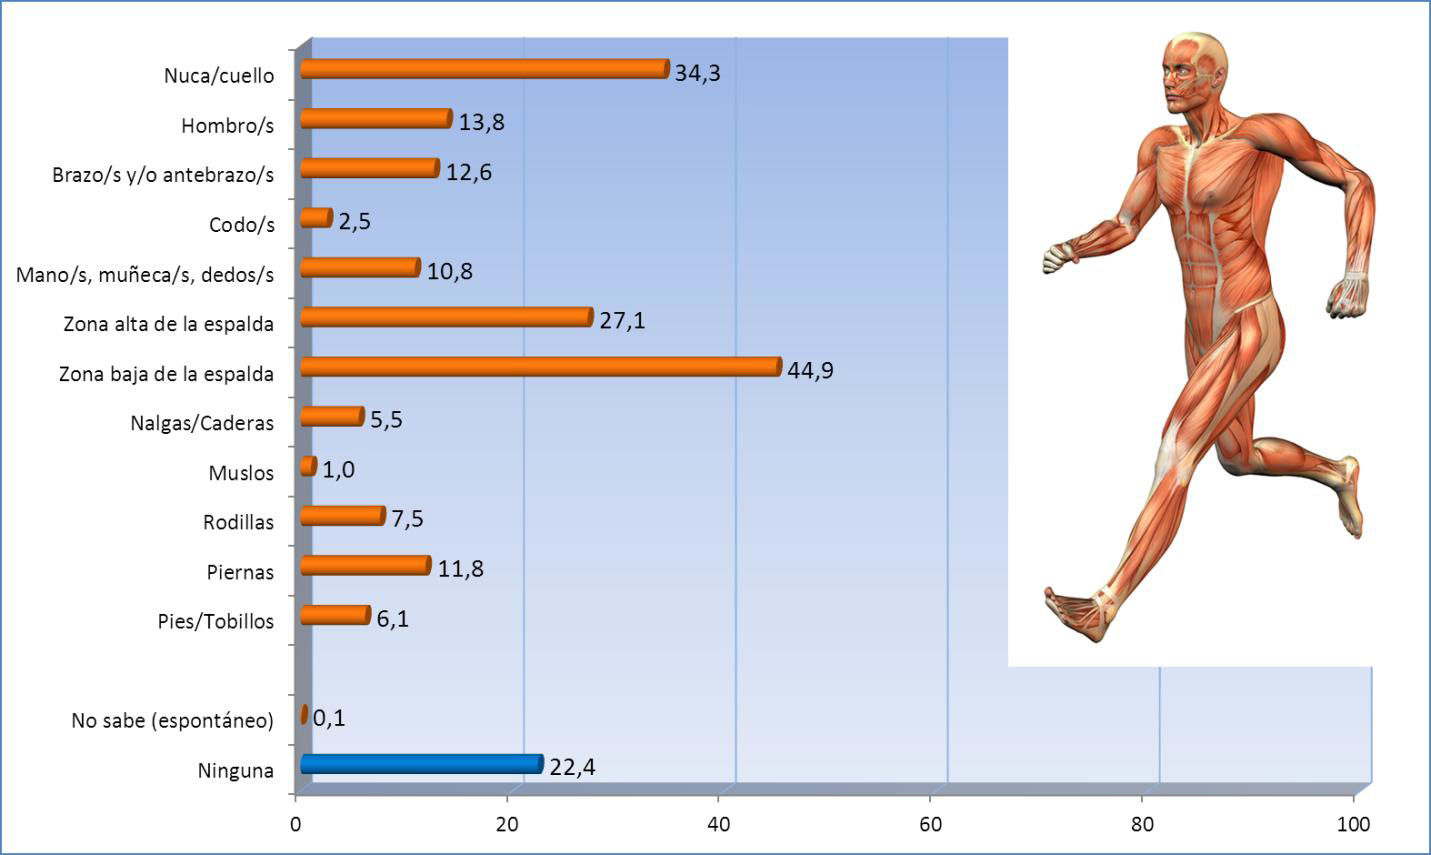 Nuca/cuello 34,3
Hombro/s 13,8
Brazo/s y/o antebrazo/s 12,6
Codo/s 2,5
Mano/s, muñeca/s, dedos/s 10,8
Zona alta de la espalda 27,1
Zona baja de la espalda 44,9
Nalgas/Caderas 5,5
Muslos 1,0
Rodillas 7,5
Piernas 11,8
Pies/Tobillos 6,1
No sabe (espontáneo) 0,1
Ninguna 22,4
0 20 40 60 80 100